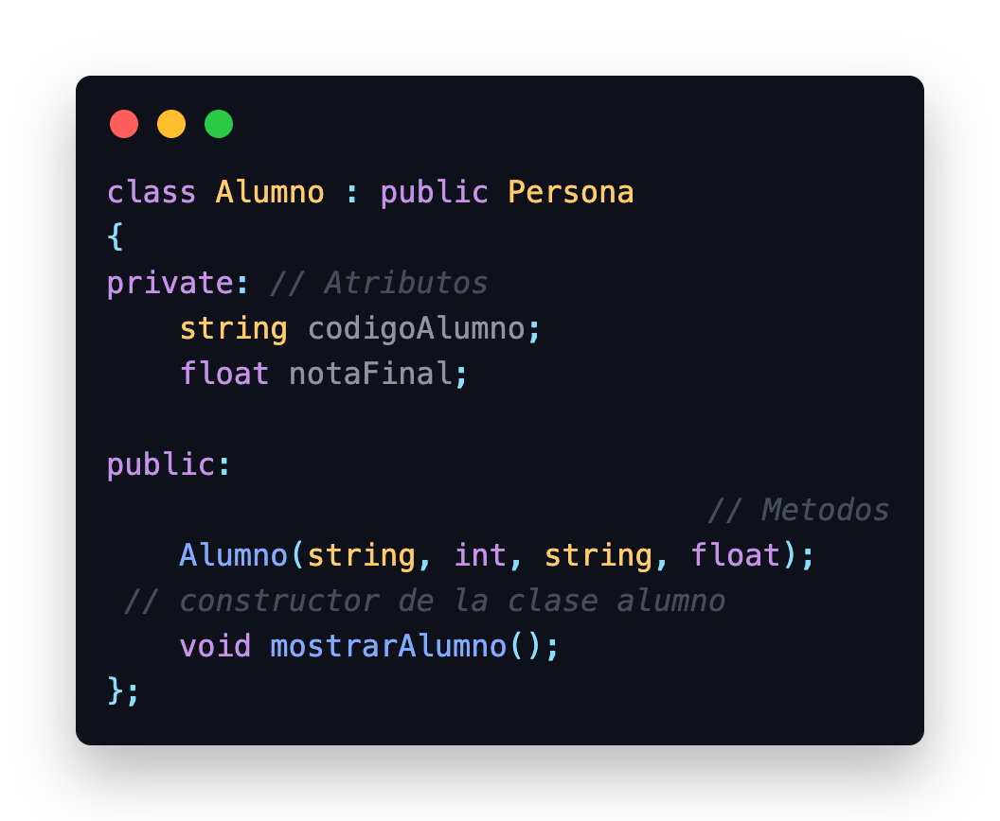 class Alumno : public Persona
{
private: // Atributos
    string codigoAlumno;
    float notaFinal;

public:
                                 // Metodos
    Alumno(string, int, string, float);
 // constructor de la clase alumno
    void mostrarAlumno();
};